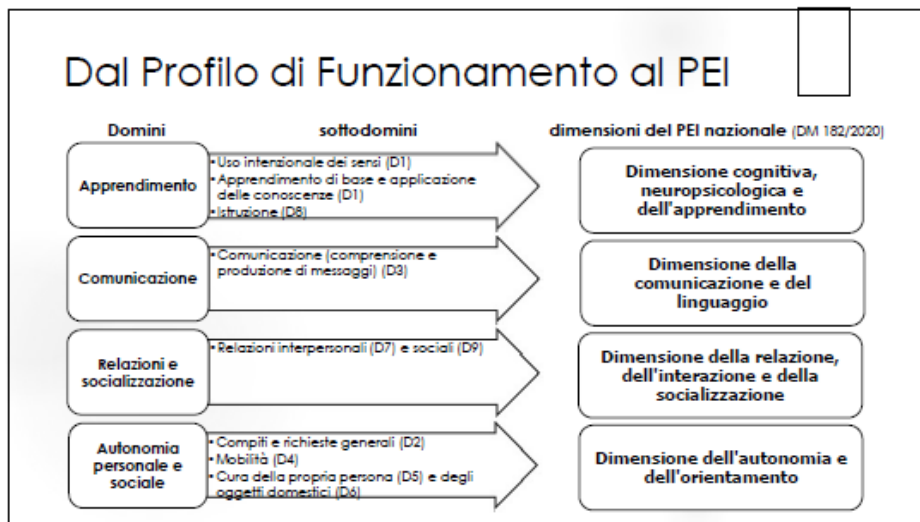 Dal Profilo di Funzionamento al PEI
Domini
sottodomini
dimensioni del PEI nazionale (DM 182/2020)
Apprendimento
• Uso intenzionale dei sensi (D1)
• Apprendimento di base e applicazione
delle conoscenze (D1)
• Istruzione (D8)
Dimensione cognitiva,
neuropsicologica e
dell'apprendimento
Comunicazione
• Comunicazione (comprensione e
produzione di messaggi) (D3)
Dimensione della
comunicazione e del
linguaggio
Relazioni e
socializzazione
• Relazioni interpersonali (D7) e sociali (D9)
Dimensione della relazione,
dell'interazione e della
socializzazione
Autonomia
personale e
sociale
• Compiti e richieste generali (D2)
• Mobilità (D4)
• Cura della propria persona (D5) e degli
oggetti domestici (D6)
Dimensione dell'autonomia e
dell'orientamento